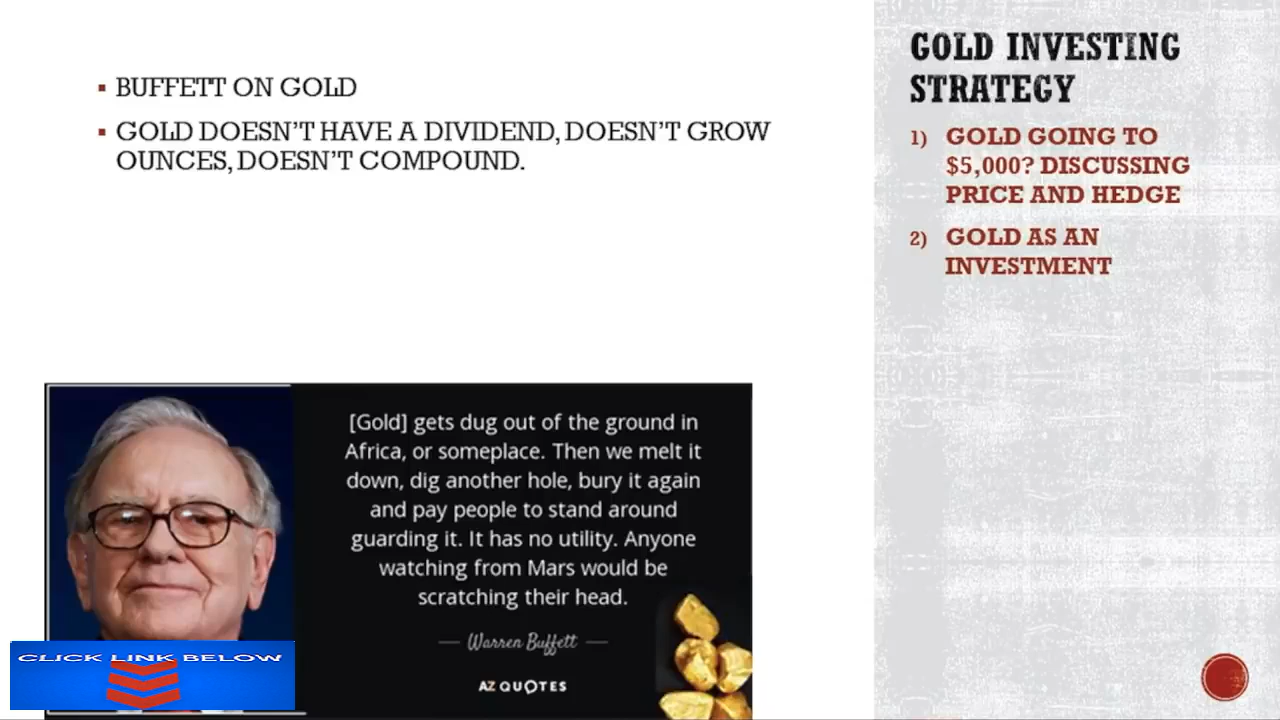 BUFFETT ON GOLD
GOLD DOESN'T HAVE A DIVIDEND, DOESN'T GROW
OUNCES, DOESN'T COMPOUND.
GOLD INVESTING
STRATEGY
1) GOLD GOING TO
$5,000? DISCUSSING
PRICE AND HEDGE
2) GOLD AS AN
INVESTMENT
[Gold] gets dug out of the ground in
Africa, or someplace. Then we melt it
down, dig another hole, bury it again
and pay people to stand around
guarding it. It has no utility. Anyone
watching from Mars would be
scratching their head.
Warren Buffett
AZ QUOTES
CLICK LINK BELOW